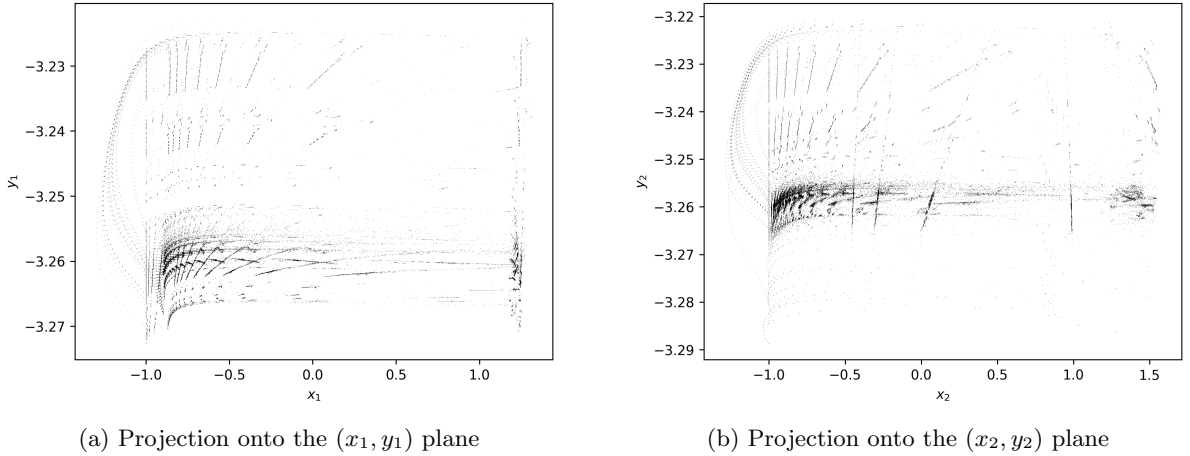 −3.23
−3.24
−3.25
−3.26
−3.27
y₁
−1.0 −0.5 0.0 0.5 1.0
x₁
(a) Projection onto the (x₁, y₁) plane
−3.22
−3.23
−3.24
−3.25
−3.26
−3.27
−3.28
−3.29
y₂
−1.0 −0.5 0.0 0.5 1.0 1.5
x₂
(b) Projection onto the (x₂, y₂) plane